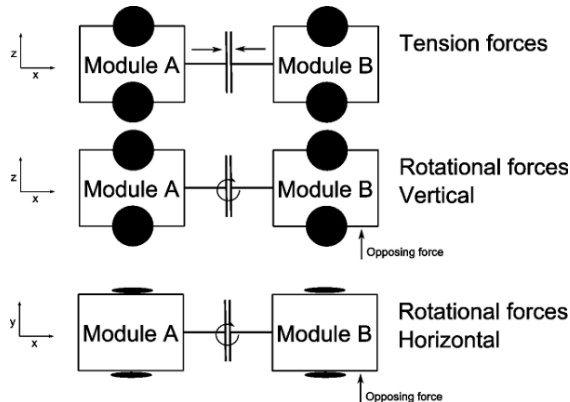 z
x
Module A
Module B
Tension forces
z
x
Module A
Module B
Rotational forces
Vertical
Opposing force
y
x
Module A
Module B
Rotational forces
Horizontal
Opposing force